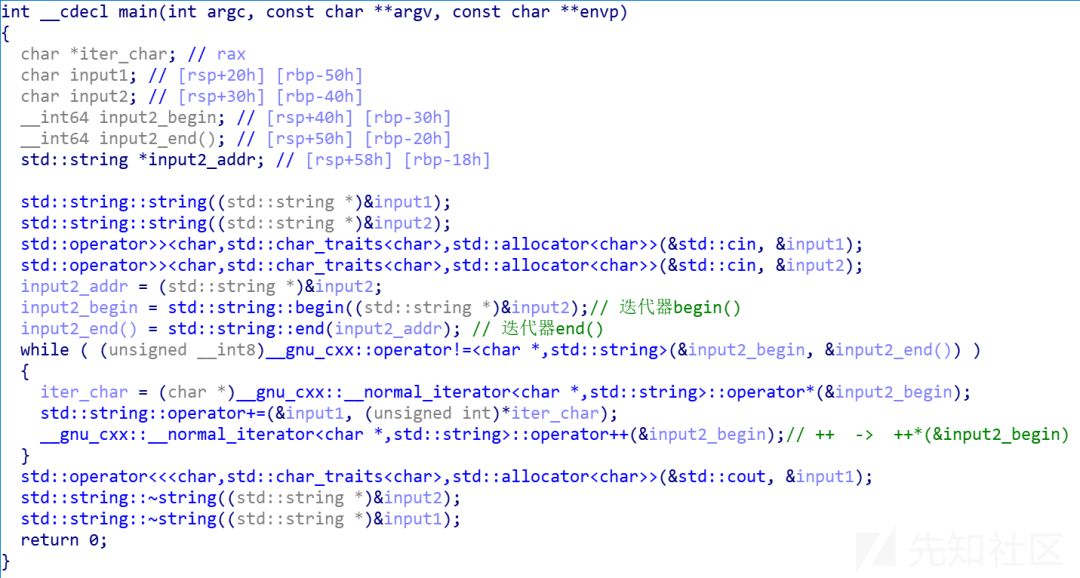 int __cdecl main(int argc, const char **argv, const char **envp)
{
  char *iter_char; // rax
  char input1; // [rsp+20h] [rbp-50h]
  char input2; // [rsp+30h] [rbp-40h]
  __int64 input2_begin; // [rsp+40h] [rbp-30h]
  __int64 input2_end(); // [rsp+50h] [rbp-20h]
  std::string *input2_addr; // [rsp+58h] [rbp-18h]

  std::string::string((std::string *)&input1);
  std::string::string((std::string *)&input2);
  std::operator>><char,std::char_traits<char>,std::allocator<char>>(&std::cin, &input1);
  std::operator>><char,std::char_traits<char>,std::allocator<char>>(&std::cin, &input2);
  input2_addr = (std::string *)&input2;
  input2_begin = std::string::begin((std::string *)&input2);// 迭代器begin()
  input2_end() = std::string::end(input2_addr); // 迭代器end()
  while ( (unsigned __int8)__gnu_cxx::operator!=<char *,std::string>(&input2_begin, &input2_end()) )
  {
    iter_char = (char *)__gnu_cxx::__normal_iterator<char *,std::string>::operator*(&input2_begin);
    std::string::operator+=(&input1, (unsigned int)*iter_char);
    __gnu_cxx::__normal_iterator<char *,std::string>::operator++(&input2_begin);// ++  ->  ++*(&input2_begin)
  }
  std::operator<<<char,std::char_traits<char>,std::allocator<char>>(&std::cout, &input1);
  std::string::~string((std::string *)&input2);
  std::string::~string((std::string *)&input1);
  return 0;
}
先知社区